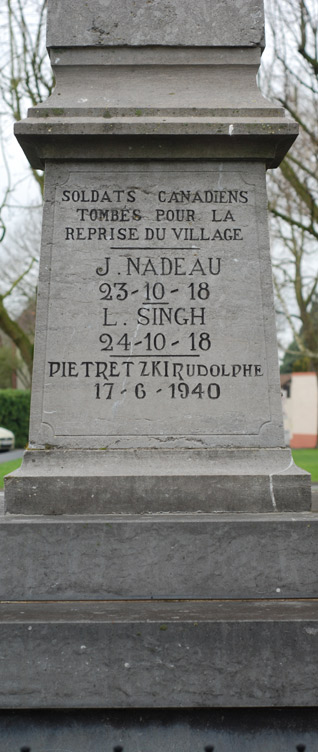 SOLDATS CANADIENS
TOMBÉS POUR LA
REPRISE DU VILLAGE
J. NADEAU
23-10-18
L. SINGH
24-10-18
PIETRETZKI RUDOLPHE
17-6-1940